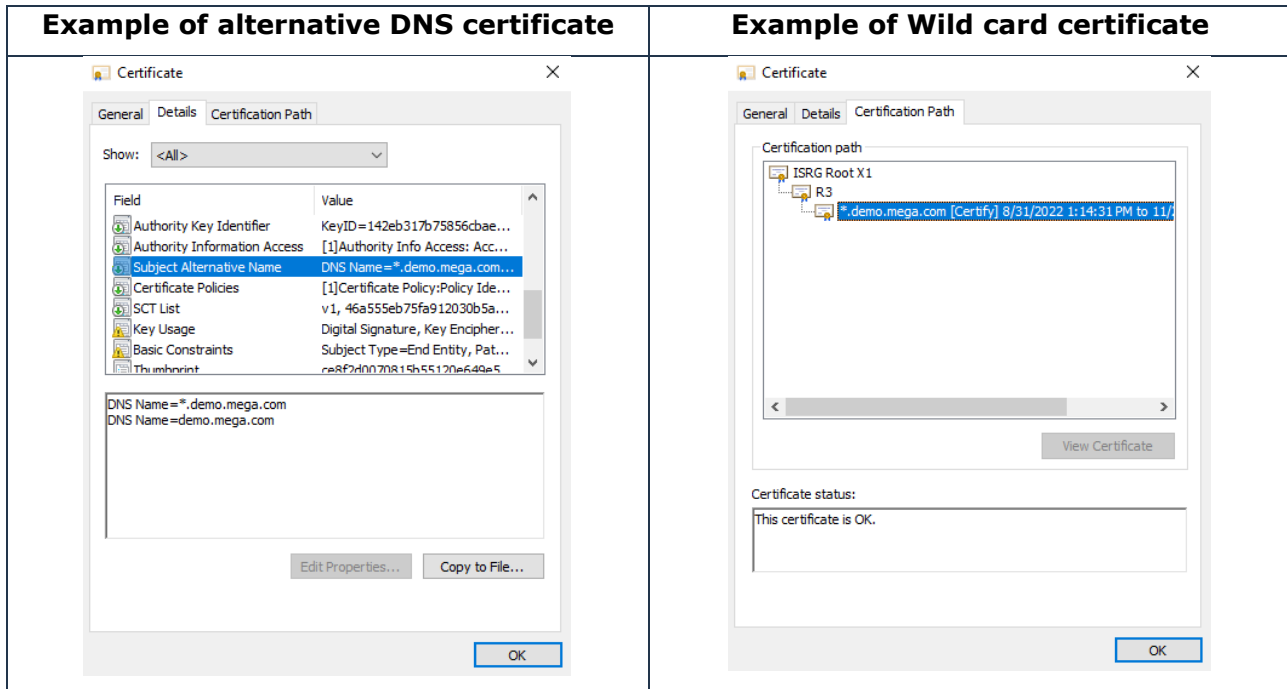 Example of alternative DNS certificate
Certificate
General Details Certification Path
Show: <All>
Field Value
Authority Key Identifier KeyID=142eb317b75856cbae...
Authority Information Access [1]Authority Info Access: Acc...
Subject Alternative Name DNS Name=*.demo.mega.com...
Certificate Policies [1]Certificate Policy:Policy Ide...
SCT List v1, 46a555eb75fa912030b5a...
Key Usage Digital Signature, Key Encipher...
Basic Constraints Subject Type=End Entity, Pat...
Thumbprint ce8f2d0070815b55120e649e5
DNS Name=*.demo.mega.com
DNS Name=demo.mega.com
Edit Properties... Copy to File...
OK
Example of Wild card certificate
Certificate
General Details Certification Path
Certification path
ISRG Root X1
R3
*.demo.mega.com [Certify] 8/31/2022 1:14:31 PM to 11/
View Certificate
Certificate status:
This certificate is OK.
OK